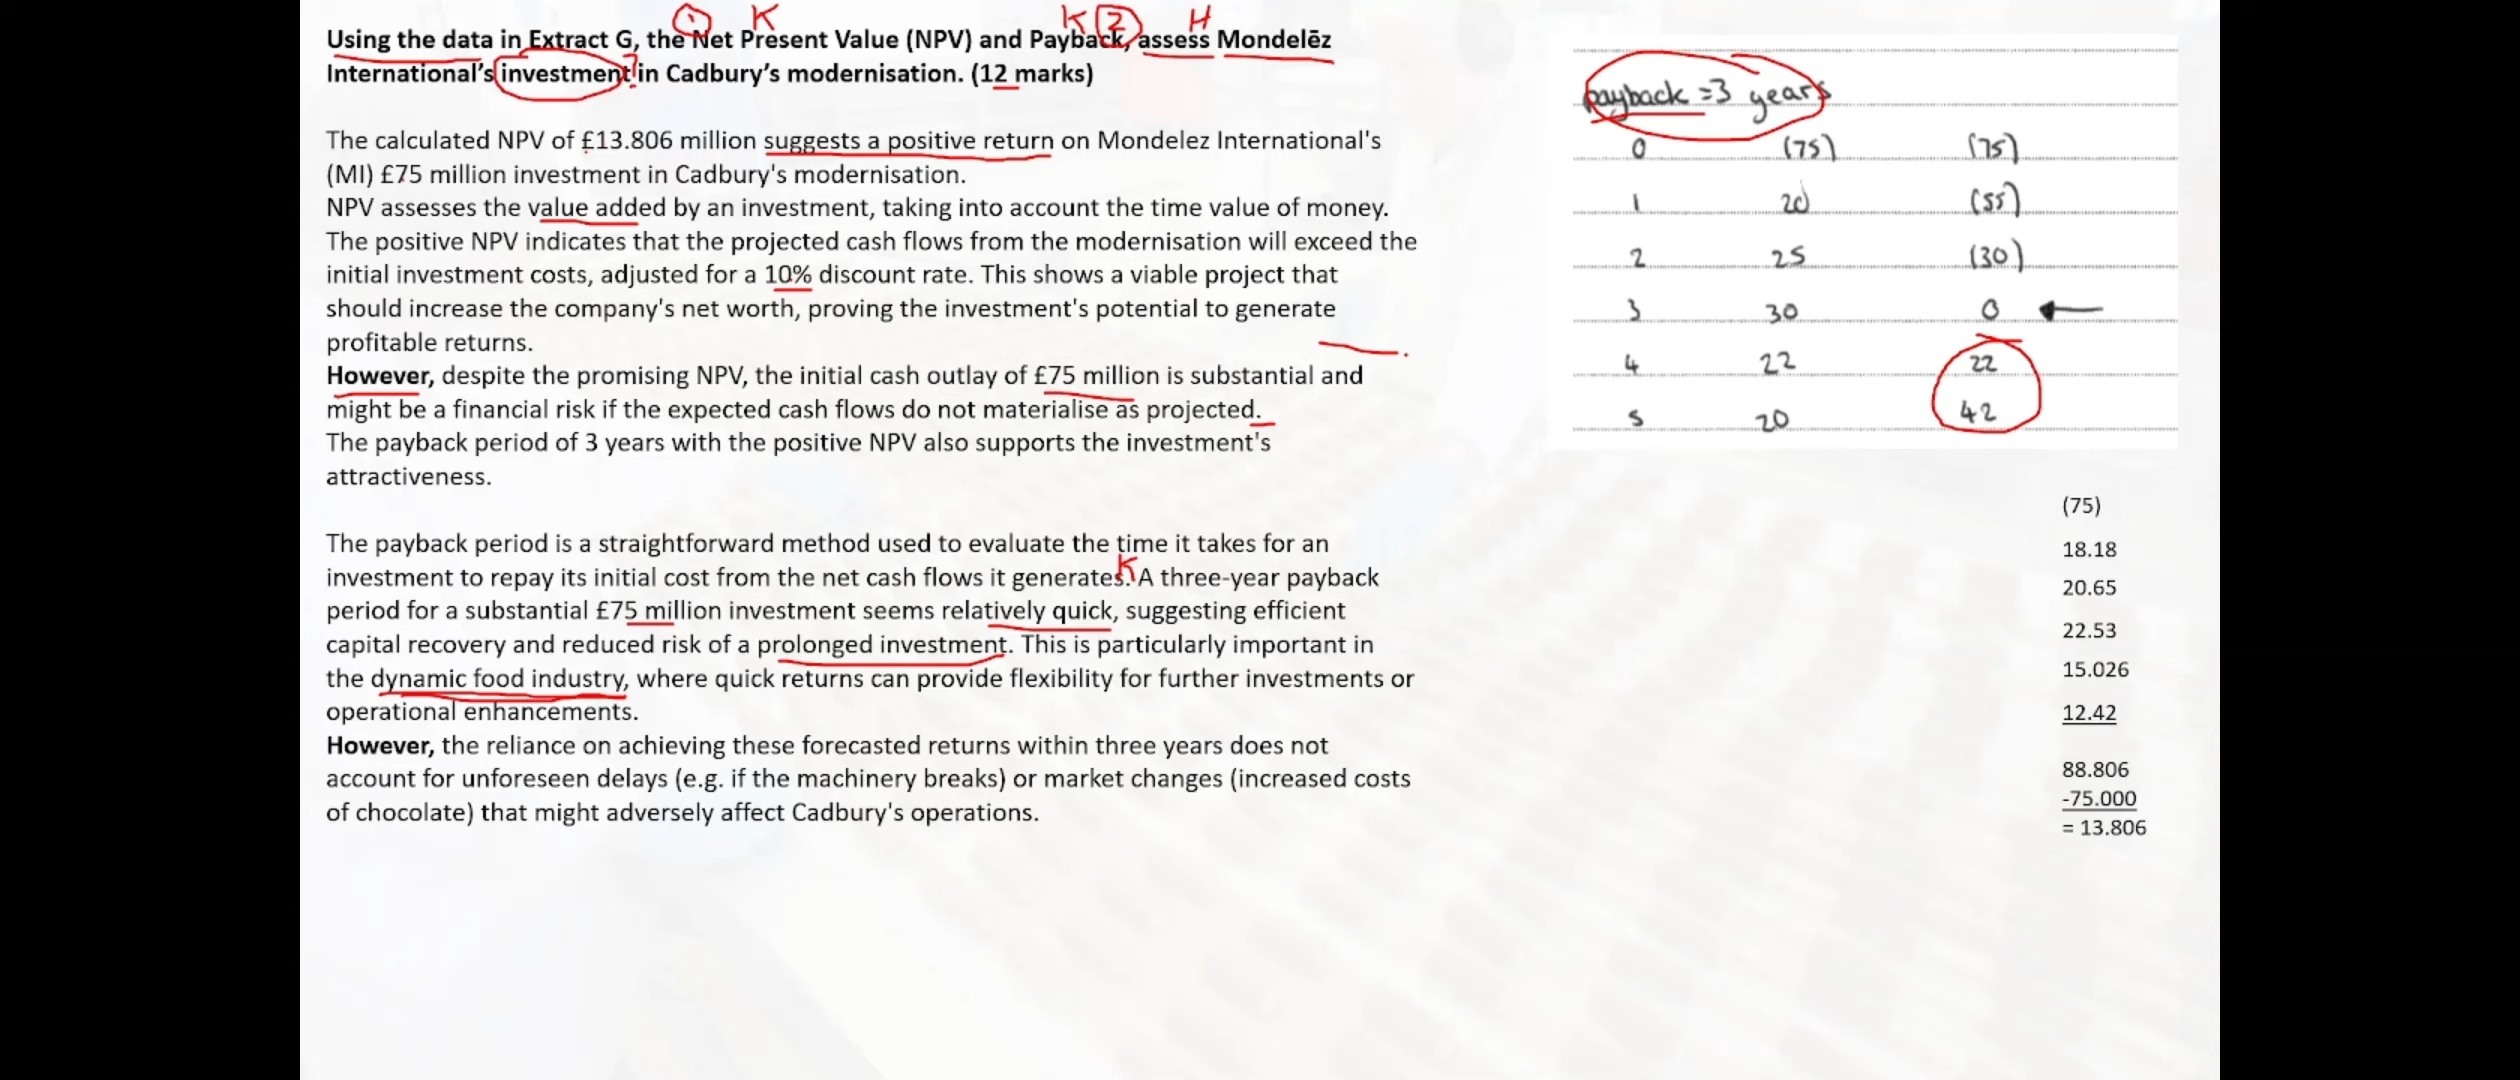 ① K K ② H
Using the data in Extract G, the Net Present Value (NPV) and Payback, assess Mondelēz
International's investment? in Cadbury's modernisation. (12 marks)
The calculated NPV of £13.806 million suggests a positive return on Mondelez International's
(MI) £75 million investment in Cadbury's modernisation.
NPV assesses the value added by an investment, taking into account the time value of money.
The positive NPV indicates that the projected cash flows from the modernisation will exceed the
initial investment costs, adjusted for a 10% discount rate. This shows a viable project that
should increase the company's net worth, proving the investment's potential to generate
profitable returns.
However, despite the promising NPV, the initial cash outlay of £75 million is substantial and
might be a financial risk if the expected cash flows do not materialise as projected.
The payback period of 3 years with the positive NPV also supports the investment's
attractiveness.
The payback period is a straightforward method used to evaluate the time it takes for an
investment to repay its initial cost from the net cash flows it generates. K A three-year payback
period for a substantial £75 million investment seems relatively quick, suggesting efficient
capital recovery and reduced risk of a prolonged investment. This is particularly important in
the dynamic food industry, where quick returns can provide flexibility for further investments or
operational enhancements.
However, the reliance on achieving these forecasted returns within three years does not
account for unforeseen delays (e.g. if the machinery breaks) or market changes (increased costs
of chocolate) that might adversely affect Cadbury's operations.
payback = 3 years
0 (75) (75)
1 20 (55)
2 25 (30)
3 30 0
4 22 22
5 20 42
(75)
18.18
20.65
22.53
15.026
12.42
88.806
-75.000
= 13.806